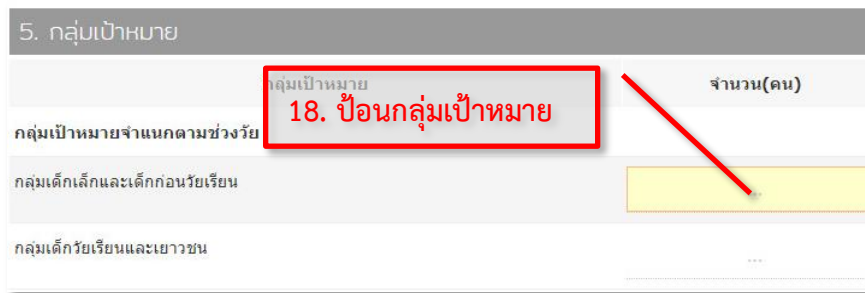 5. กลุ่มเป้าหมาย
กลุ่มเป้าหมาย
จำนวน(คน)
18. ป้อนกลุ่มเป้าหมาย
กลุ่มเป้าหมายจำแนกตามช่วงวัย
กลุ่มเด็กเล็กและเด็กก่อนวัยเรียน
...
กลุ่มเด็กวัยเรียนและเยาวชน
...